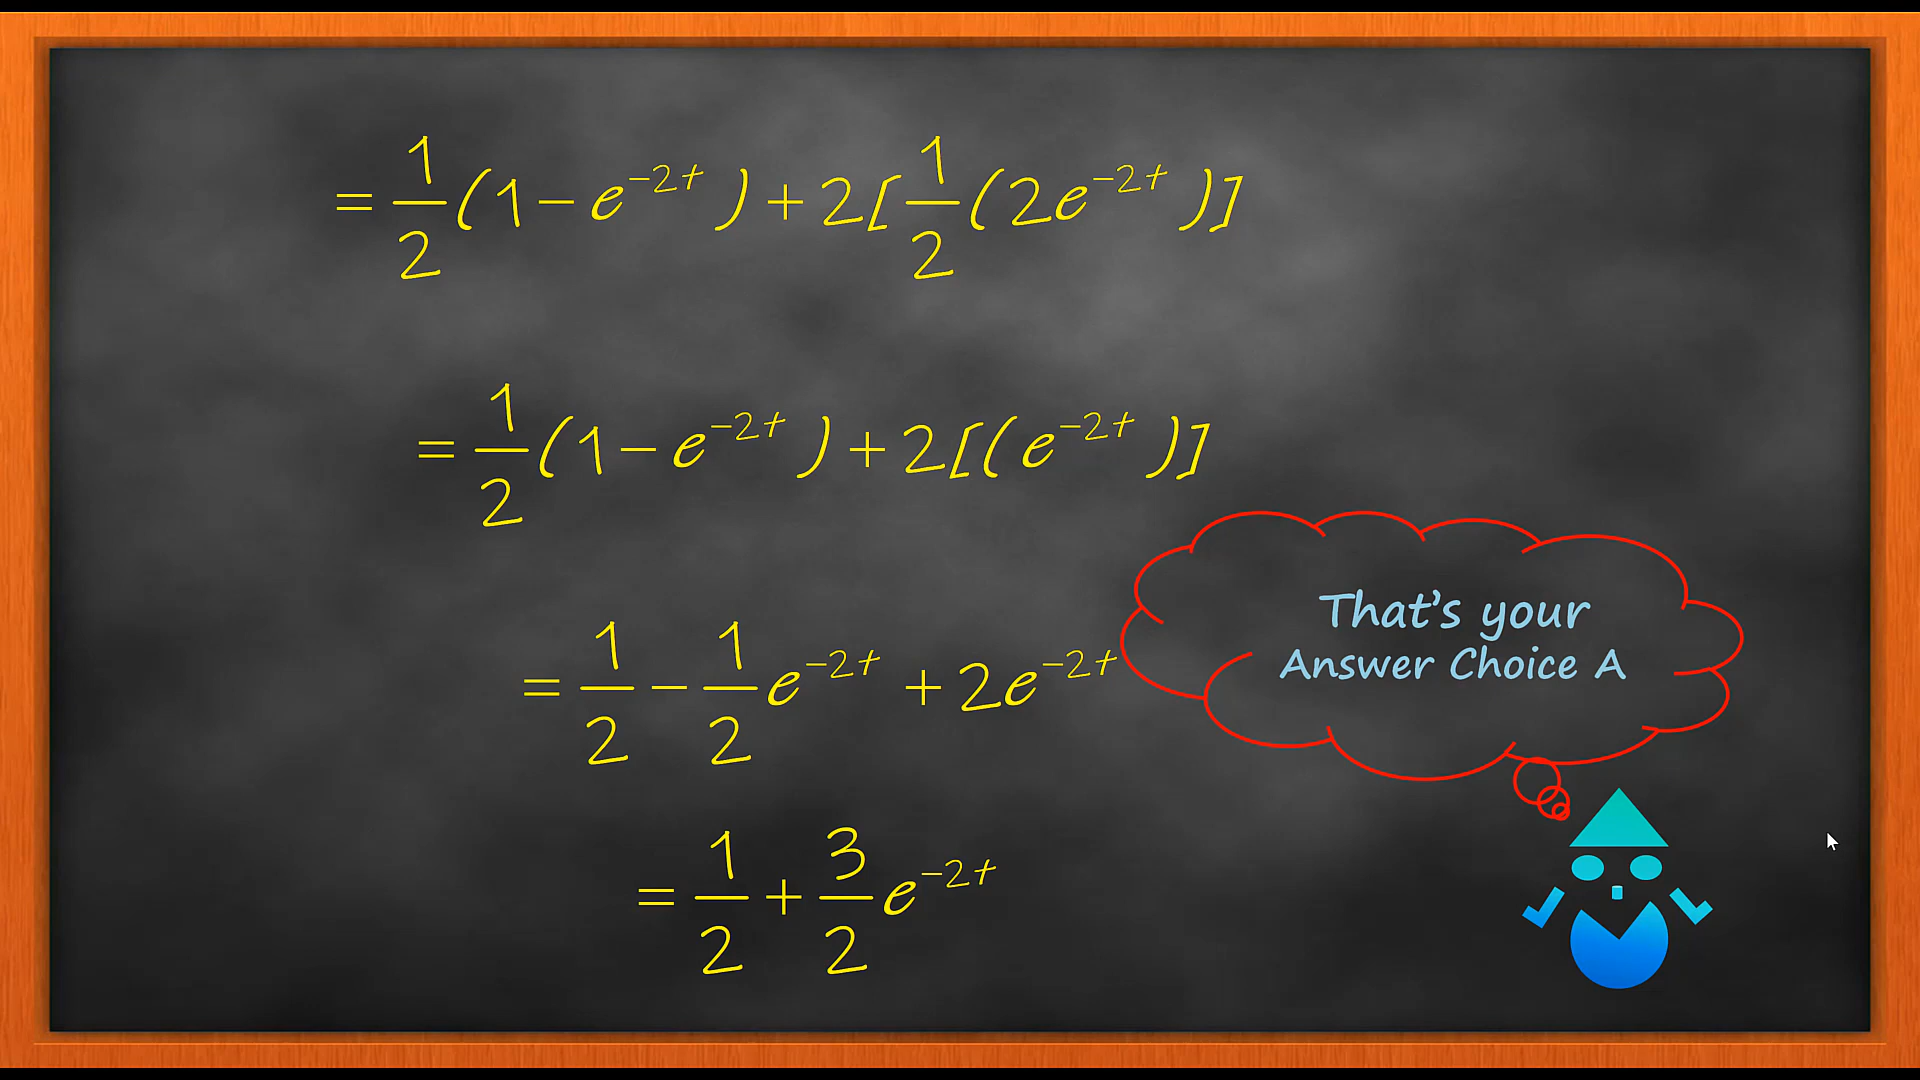 = 1/2 (1 − e^{−2t}) + 2[1/2 (2e^{−2t})]
= 1/2 (1 − e^{−2t}) + 2[(e^{−2t})]
= 1/2 − 1/2 e^{−2t} + 2e^{−2t}
That's your
Answer Choice A
= 1/2 + 3/2 e^{−2t}